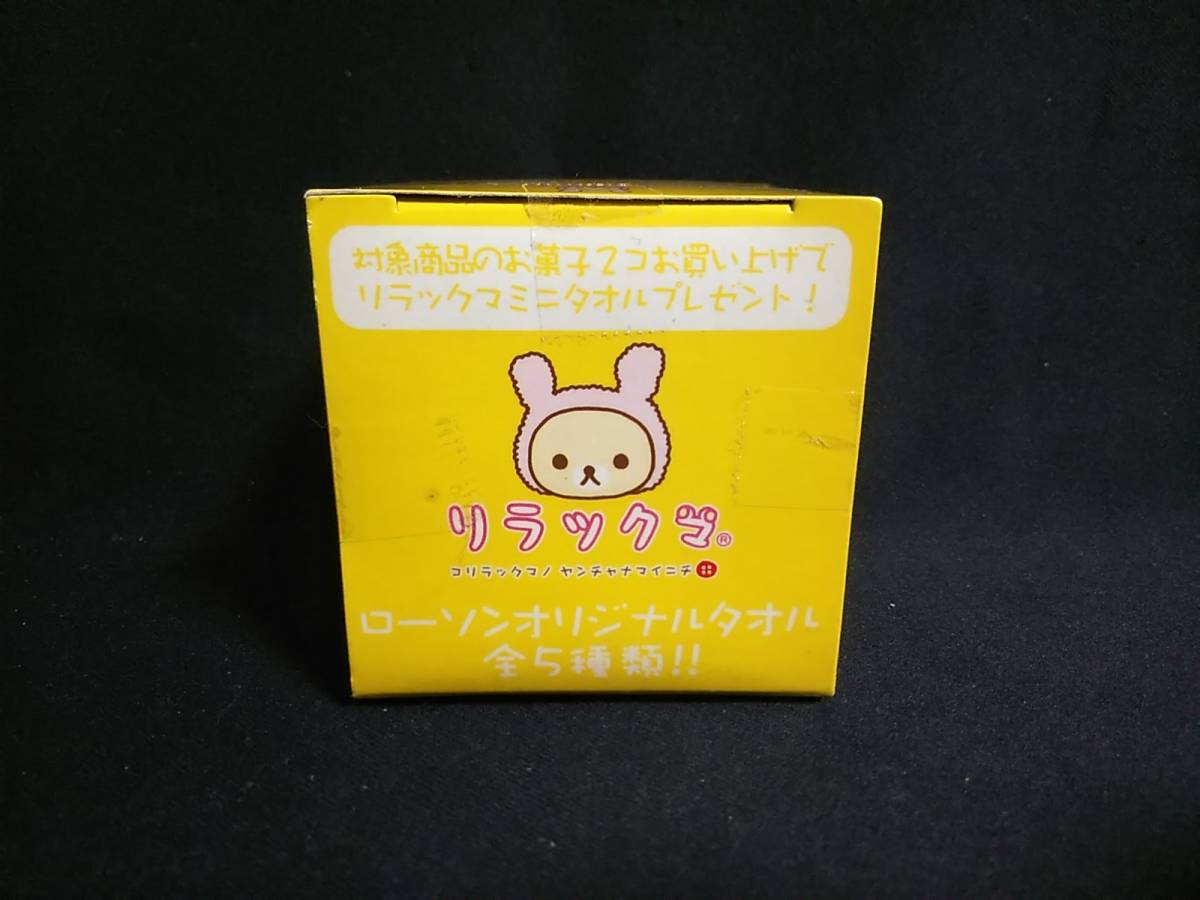 対象商品のお菓子2コお買い上げで
リラックマミニタオルプレゼント!
リラックマ®
コリラックマノ ヤンチャナマイニチ
ローソンオリジナルタオル
全5種類!!